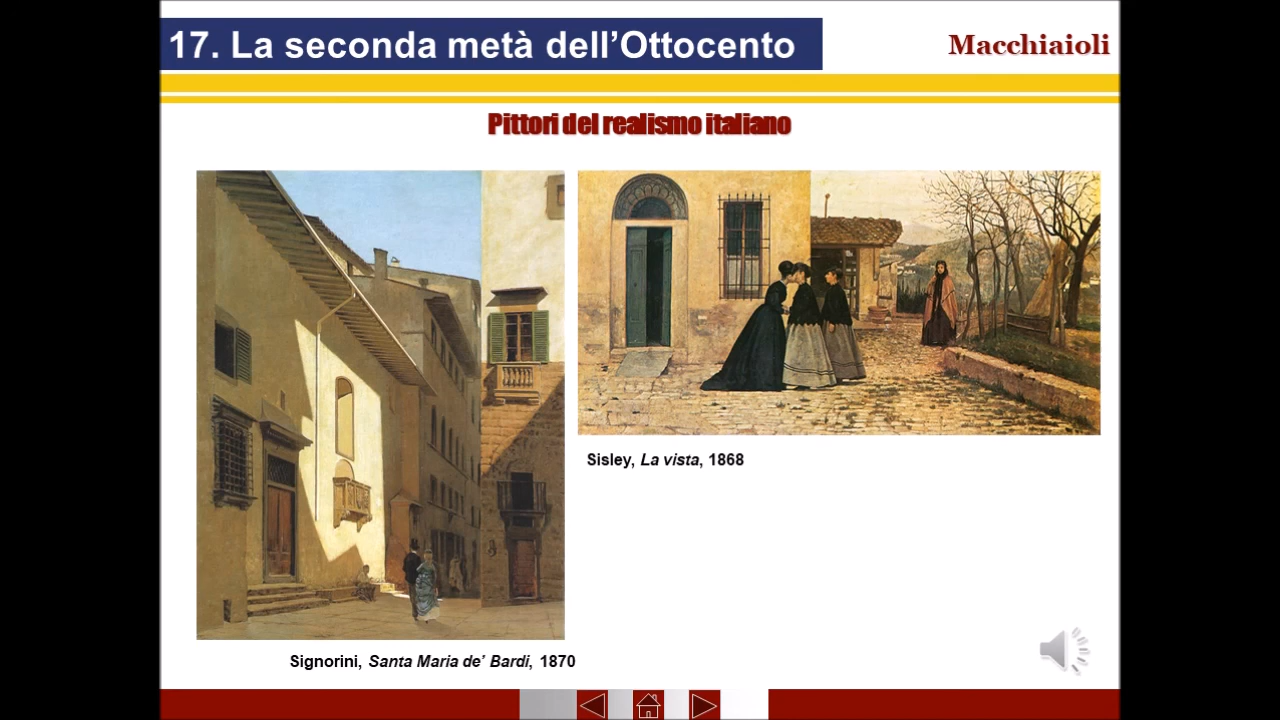 17. La seconda metà dell’Ottocento
Macchiaioli
Pittori del realismo italiano
Sisley, La vista, 1868
Signorini, Santa Maria de’ Bardi, 1870